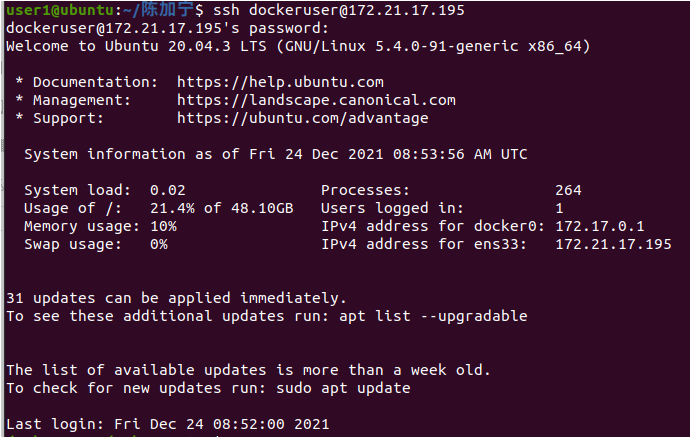 user1@ubuntu:~/陈加宁$ ssh dockeruser@172.21.17.195
dockeruser@172.21.17.195's password:
Welcome to Ubuntu 20.04.3 LTS (GNU/Linux 5.4.0-91-generic x86_64)
* Documentation:  https://help.ubuntu.com
* Management:     https://landscape.canonical.com
* Support:        https://ubuntu.com/advantage
System information as of Fri 24 Dec 2021 08:53:56 AM UTC
System load:  0.02                Processes:                264
Usage of /:   21.4% of 48.10GB   Users logged in:          1
Memory usage: 10%                 IPv4 address for docker0: 172.17.0.1
Swap usage:   0%                  IPv4 address for ens33:   172.21.17.195
31 updates can be applied immediately.
To see these additional updates run: apt list --upgradable
The list of available updates is more than a week old.
To check for new updates run: sudo apt update
Last login: Fri Dec 24 08:52:00 2021